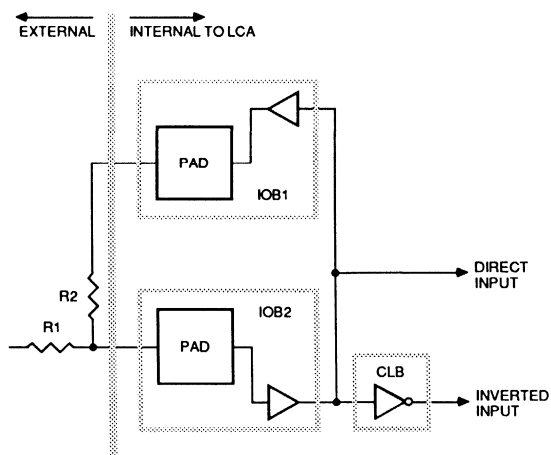 EXTERNAL
INTERNAL TO LCA
PAD
IOB1
R2
R1
IOB2
PAD
DIRECT
INPUT
CLB
INVERTED
INPUT